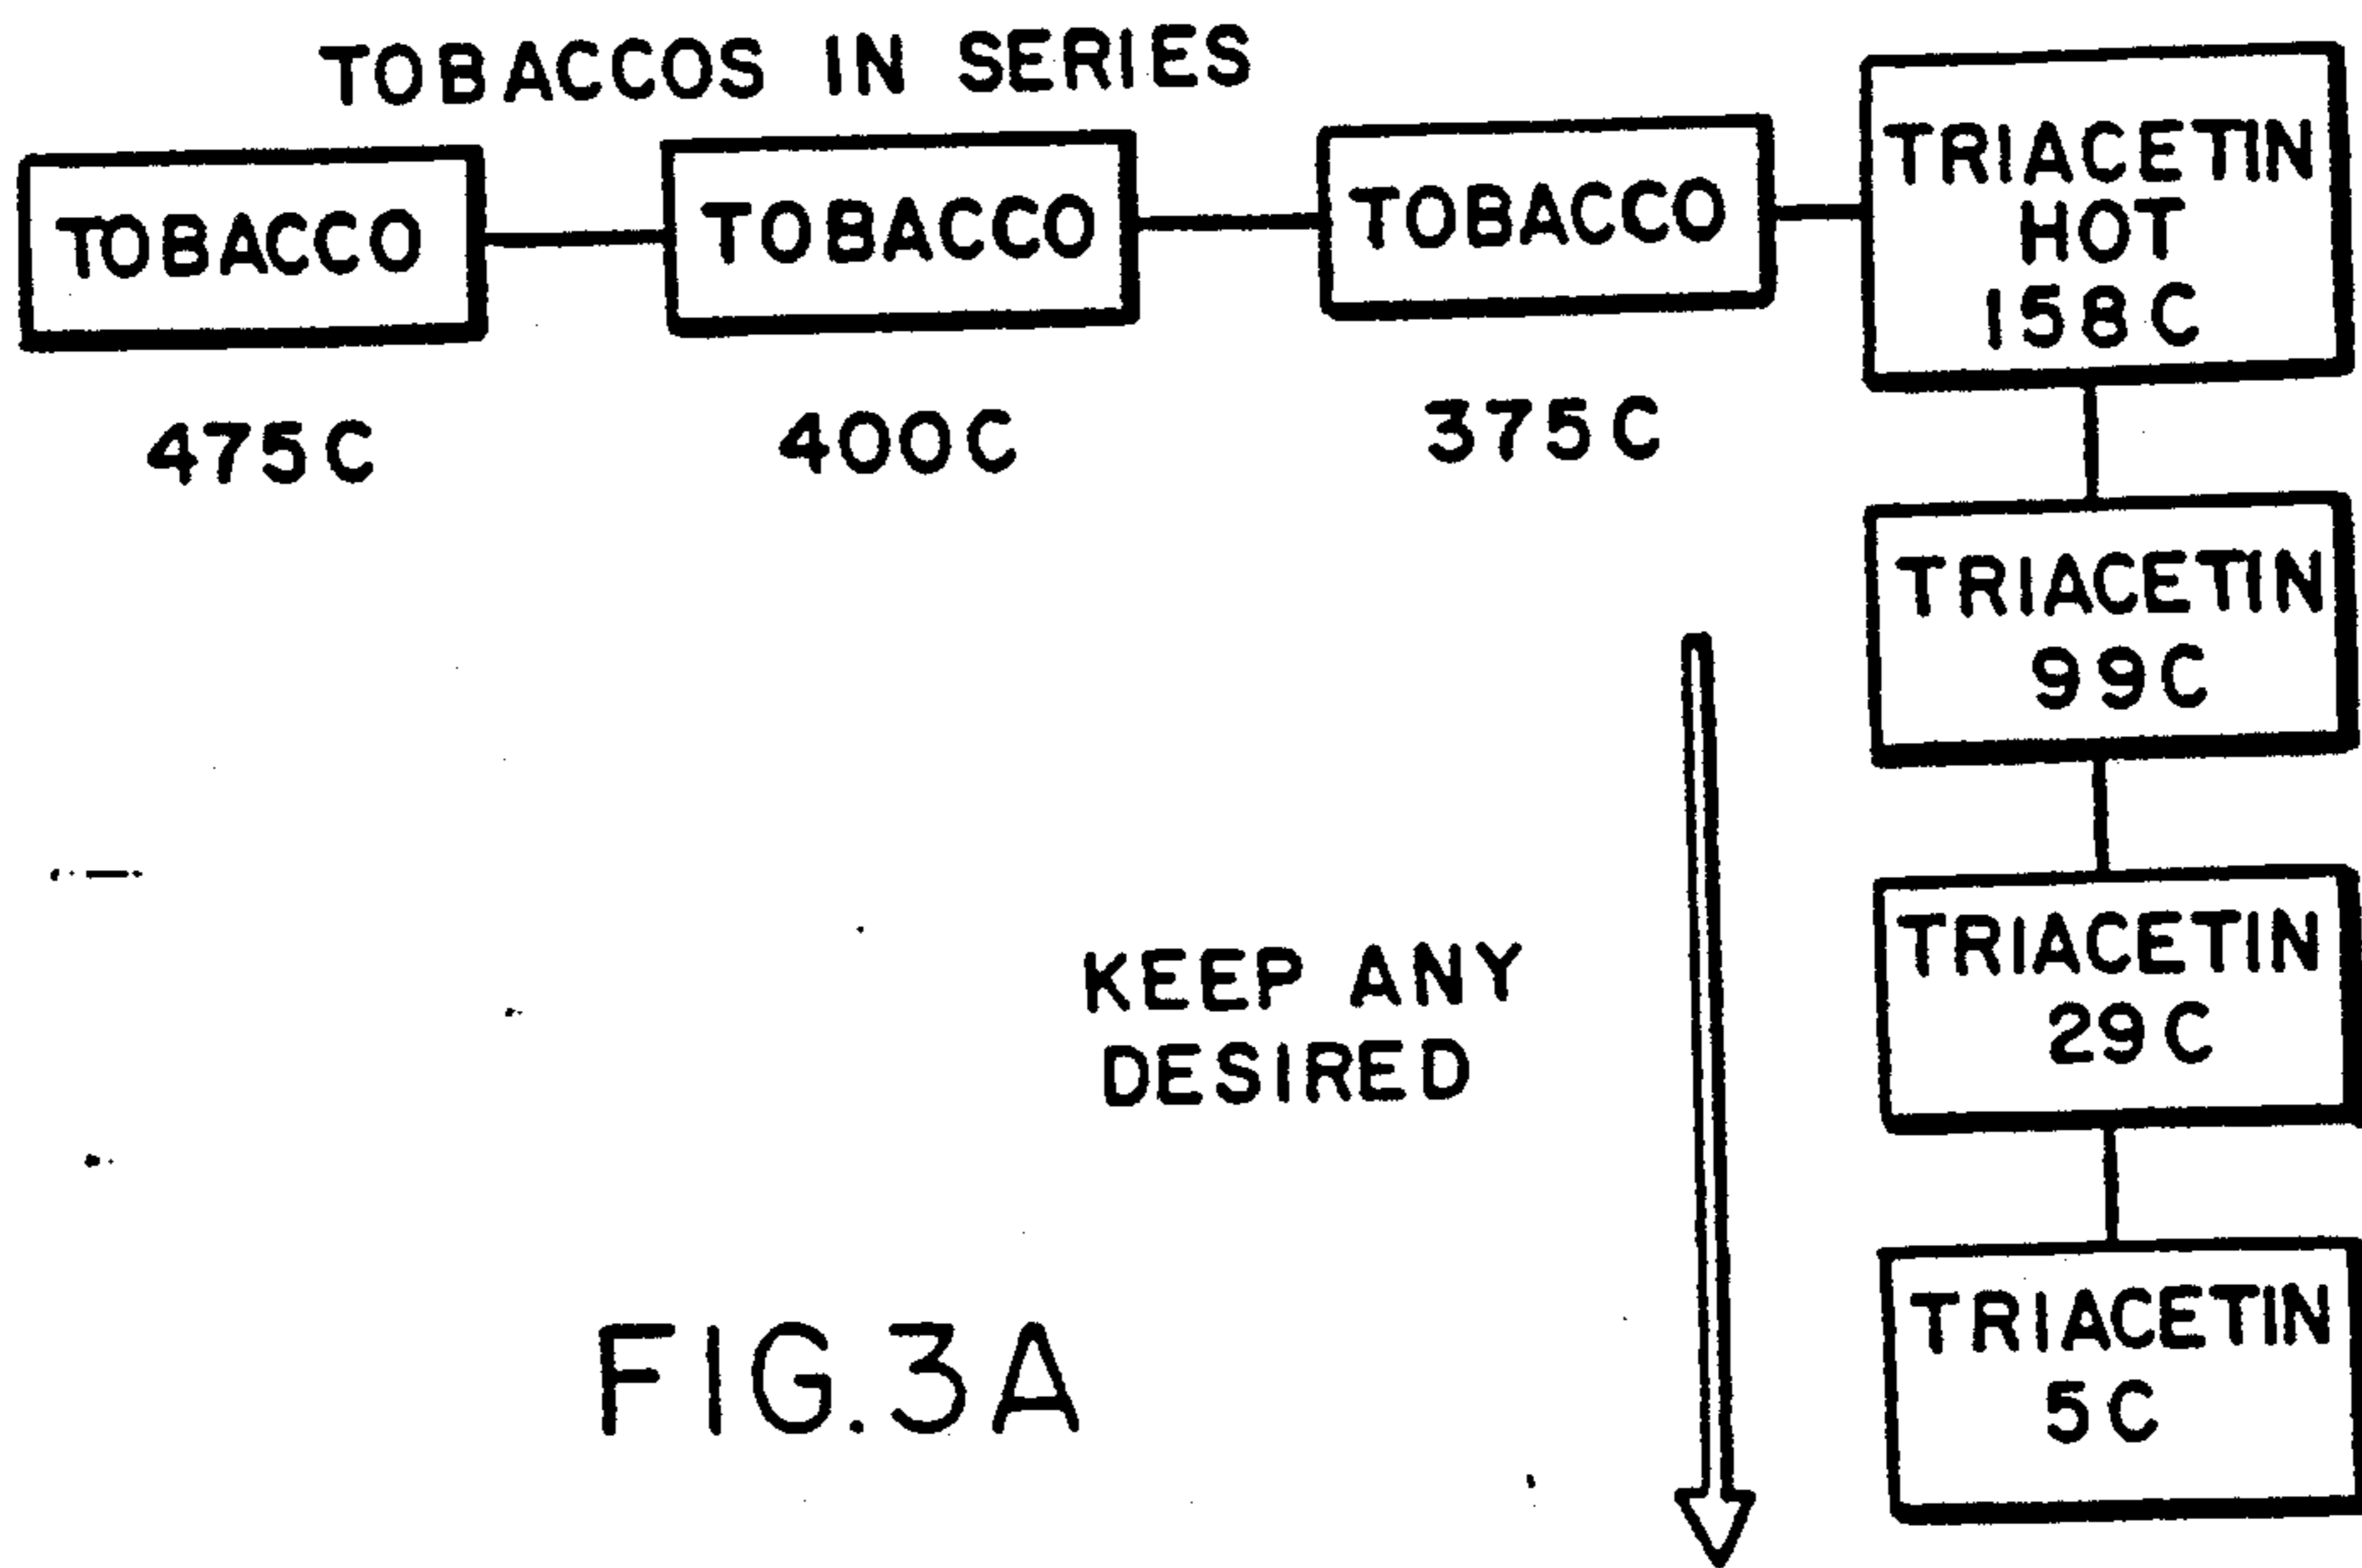 TOBACCOS IN SERIES
TOBACCO
TOBACCO
TOBACCO
TRIACETIN
HOT
158C
475C
400C
375C
TRIACETIN
99C
TRIACETIN
29C
KEEP ANY
DESIRED
TRIACETIN
5C
FIG.3A